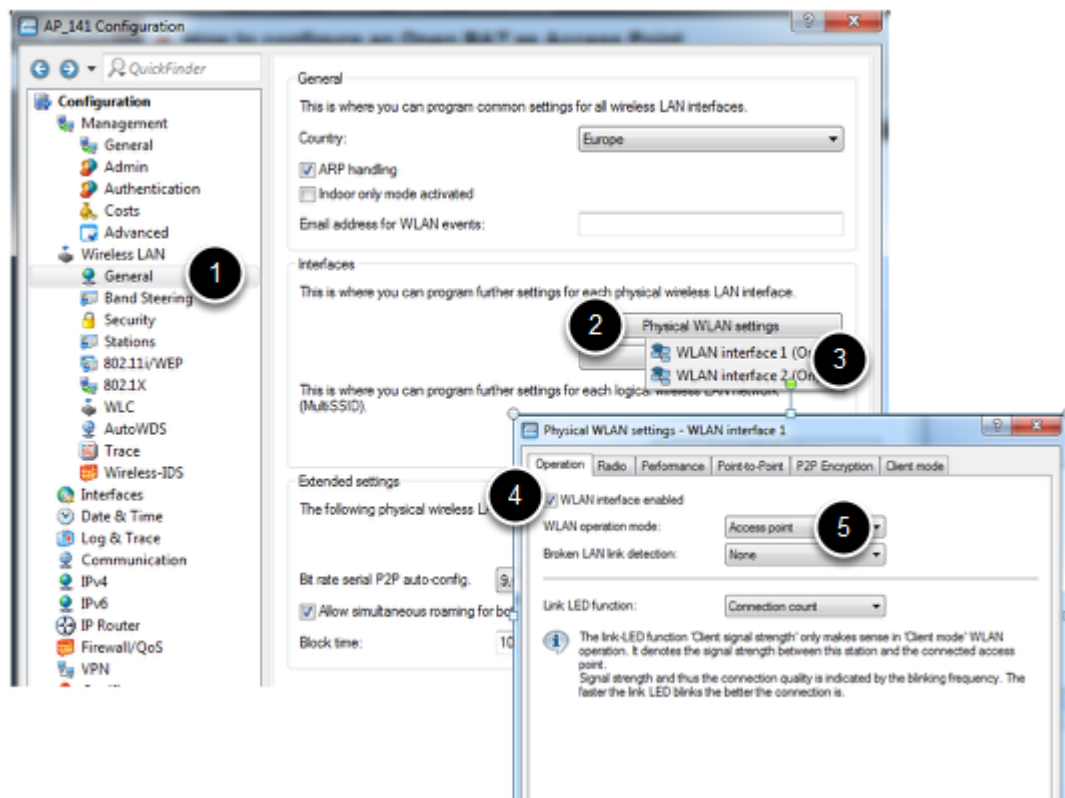 AP_141 Configuration
QuickFinder
Configuration
Management
General
Admin
Authentication
Costs
Advanced
Wireless LAN
General
1
Band Steering
Security
Stations
802.11i/WEP
802.1X
WLC
AutoWDS
Trace
Wireless-IDS
Interfaces
Date & Time
Log & Trace
Communication
IPv4
IPv6
IP Router
Firewall/QoS
VPN
General
This is where you can program common settings for all wireless LAN interfaces.
Country:
Europe
ARP handling
Indoor only mode activated
Email address for WLAN events:
Interfaces
This is where you can program further settings for each physical wireless LAN interface.
2
Physical WLAN settings
WLAN interface 1 (On
3
WLAN interface 2 (On
This is where you can program further settings for each logical wireless LAN network
(MultiSSID).
Extended settings
The following physical wireless
Bit rate serial P2P auto-config.
9,
Allow simultaneous roaming for
Block time:
10
Physical WLAN settings - WLAN interface 1
Operation Radio Performance Point-to-Point P2P Encryption Client mode
4
WLAN interface enabled
WLAN operation mode:
Access point
5
Broken LAN link detection:
None
Link LED function:
Connection count
The link-LED function 'Client signal strength' only makes sense in 'Client mode' WLAN
operation. It denotes the signal strength between this station and the connected access
point.
Signal strength and thus the connection quality is indicated by the blinking frequency. The
faster the link LED blinks the better the connection is.